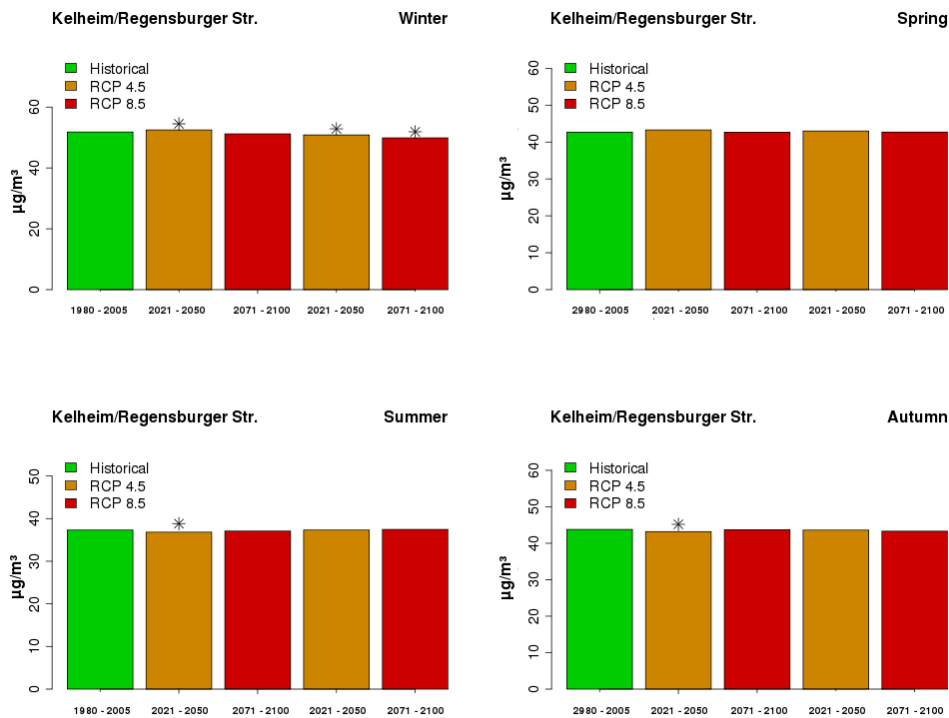 Kelheim/Regensburger Str. Winter
Historical
RCP 4.5
RCP 8.5
µg/m³
60
40
20
0
1980 - 2005 2021 - 2050 2071 - 2100 2021 - 2050 2071 - 2100
Kelheim/Regensburger Str. Spring
Historical
RCP 4.5
RCP 8.5
µg/m³
60
50
40
30
20
10
0
2980 - 2005 2021 - 2050 2071 - 2100 2021 - 2050 2071 - 2100
Kelheim/Regensburger Str. Summer
Historical
RCP 4.5
RCP 8.5
µg/m³
50
40
30
20
10
0
1980 - 2005 2021 - 2050 2071 - 2100 2021 - 2050 2071 - 2100
Kelheim/Regensburger Str. Autumn
Historical
RCP 4.5
RCP 8.5
µg/m³
60
50
40
30
20
10
0
2980 - 2005 2021 - 2050 2071 - 2100 2021 - 2050 2071 - 2100